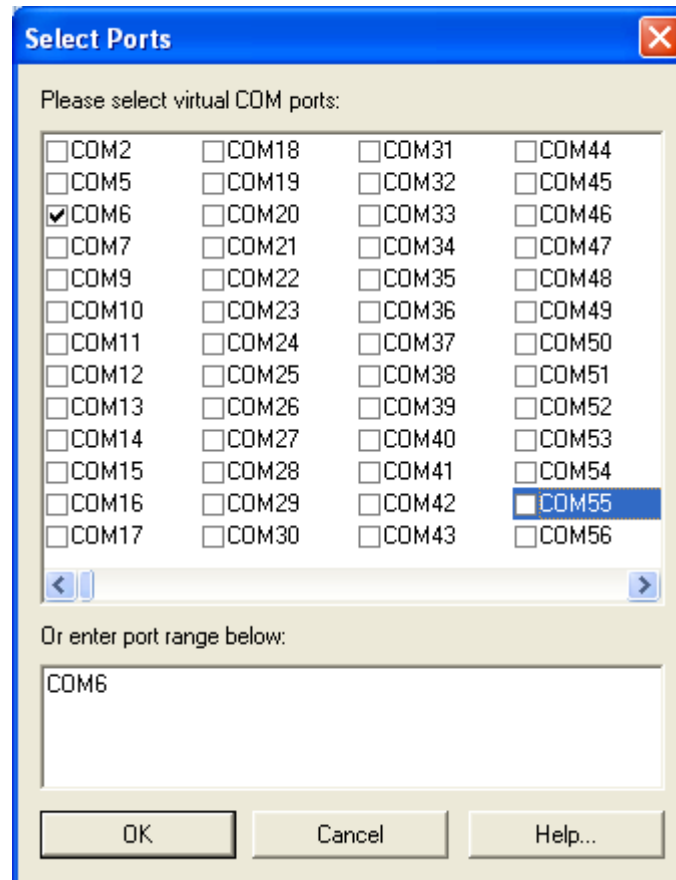 Select Ports
Please select virtual COM ports:
COM2 COM18 COM31 COM44
COM5 COM19 COM32 COM45
COM6 COM20 COM33 COM46
COM7 COM21 COM34 COM47
COM9 COM22 COM35 COM48
COM10 COM23 COM36 COM49
COM11 COM24 COM37 COM50
COM12 COM25 COM38 COM51
COM13 COM26 COM39 COM52
COM14 COM27 COM40 COM53
COM15 COM28 COM41 COM54
COM16 COM29 COM42 COM55
COM17 COM30 COM43 COM56
Or enter port range below:
COM6
OK Cancel Help...